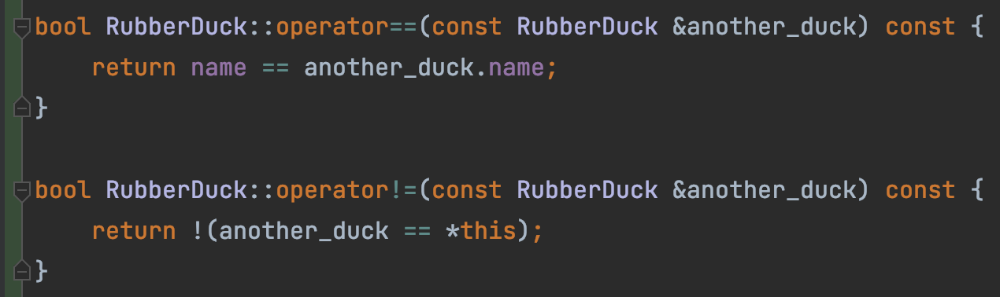 bool RubberDuck::operator==(const RubberDuck &another_duck) const {
    return name == another_duck.name;
}
bool RubberDuck::operator!=(const RubberDuck &another_duck) const {
    return !(another_duck == *this);
}